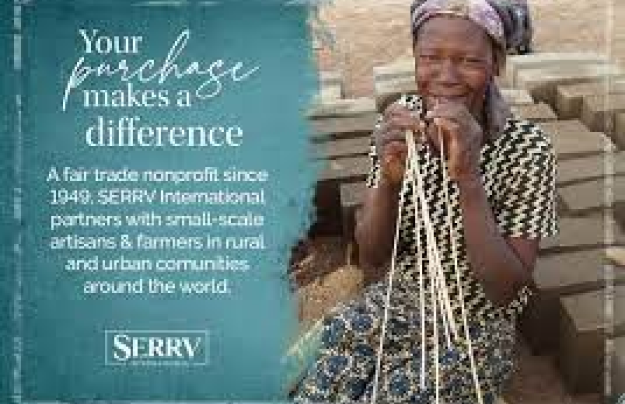 Your
purchase
makes a
difference
A fair trade nonprofit since
1949, SERRV International
partners with small-scale
artisans & farmers in rural
and urban comunities
around the world.
SERRV
INTERNATIONAL